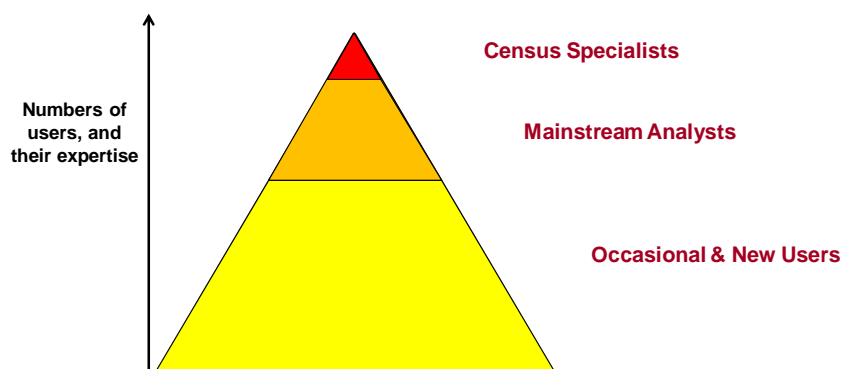 Census Specialists
Numbers of
users, and
their expertise
Mainstream Analysts
Occasional & New Users